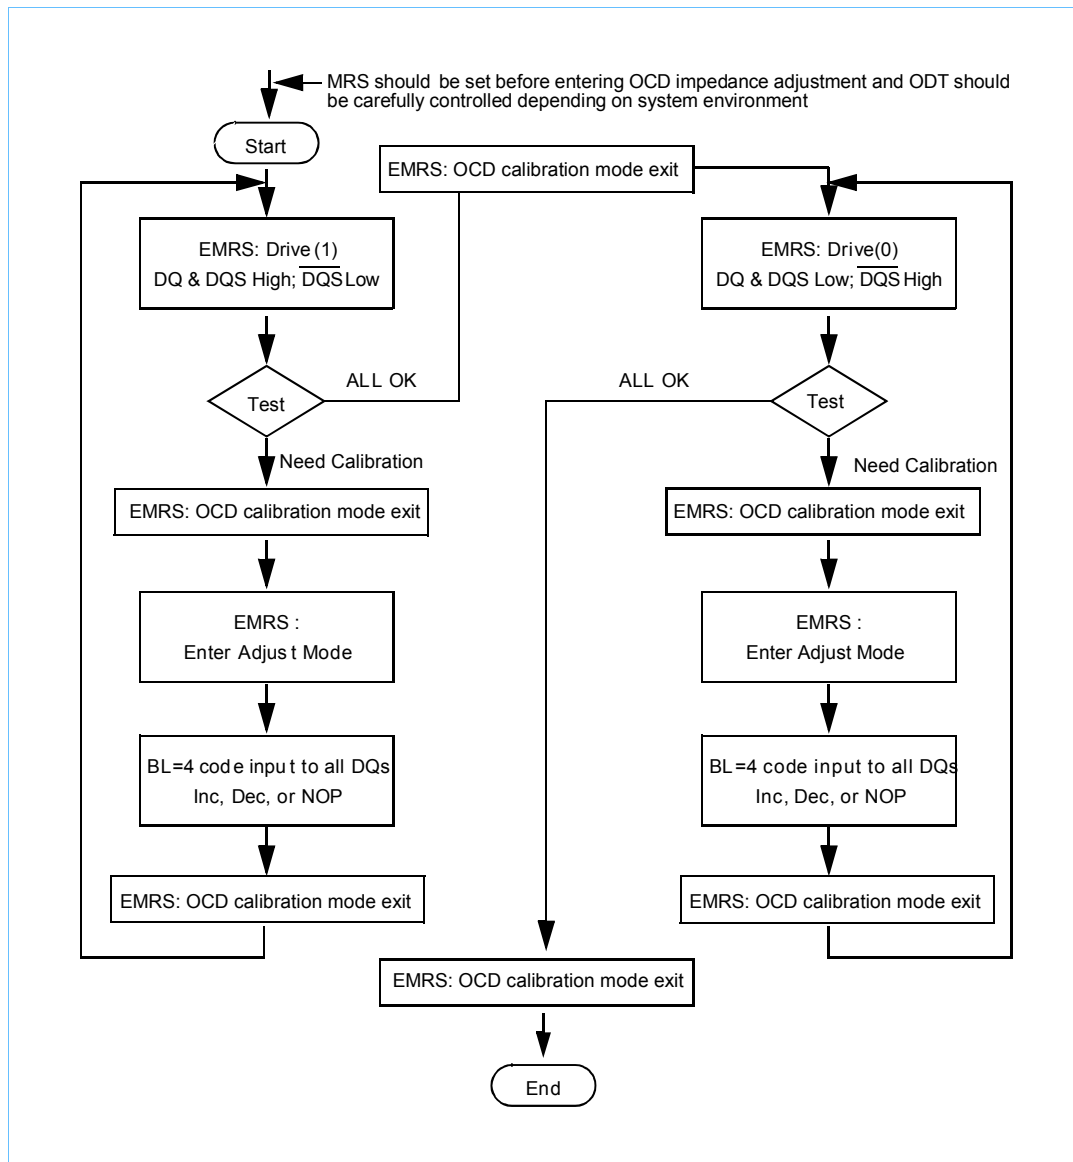 MRS should be set before entering OCD impedance adjustment and ODT should
be carefully controlled depending on system environment
Start
EMRS: OCD calibration mode exit
EMRS: Drive (1)
DQ & DQS High; D̅Q̅S̅ Low
EMRS: Drive(0)
DQ & DQS Low; D̅Q̅S̅ High
ALL OK
Test
ALL OK
Test
Need Calibration
Need Calibration
EMRS: OCD calibration mode exit
EMRS: OCD calibration mode exit
EMRS :
Enter Adjust Mode
EMRS :
Enter Adjust Mode
BL=4 code input to all DQs
Inc, Dec, or NOP
BL=4 code input to all DQs
Inc, Dec, or NOP
EMRS: OCD calibration mode exit
EMRS: OCD calibration mode exit
EMRS: OCD calibration mode exit
End